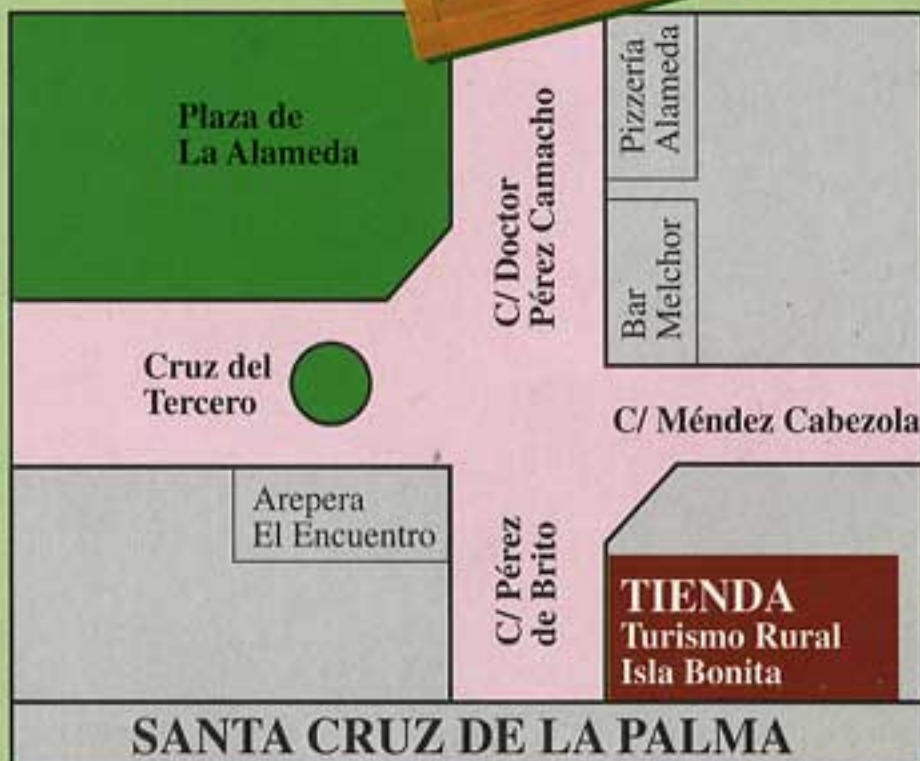 Plaza de
La Alameda
C/ Doctor
Pérez Camacho
Pizzería
Alameda
Bar
Melchor
Cruz del
Tercero
C/ Méndez Cabezola
Arepera
El Encuentro
C/ Pérez
de Brito
TIENDA
Turismo Rural
Isla Bonita
SANTA CRUZ DE LA PALMA